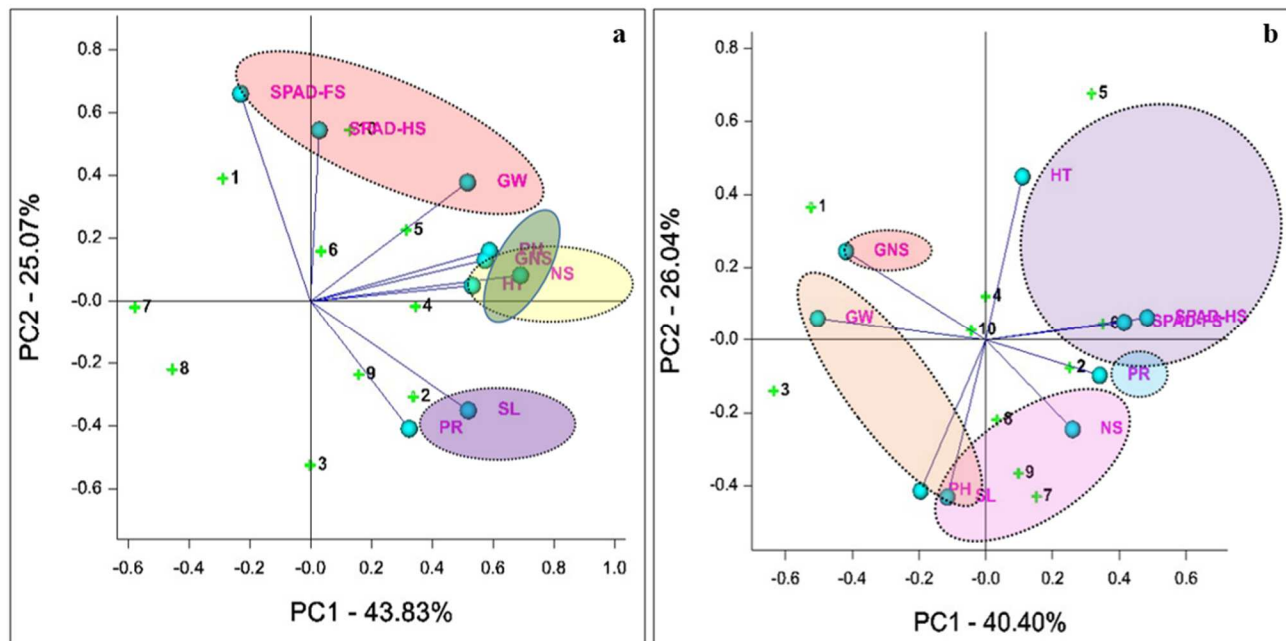 a
PC2 - 25.07%
0.8
0.6
0.4
0.2
-0.0
-0.2
-0.4
-0.6
-0.6
-0.4
-0.2
-0.0
0.2
0.4
0.6
0.8
1.0
PC1 - 43.83%
SPAD-FS
SPAD-HS
10
GW
1
5
6
PH
GNS
NS
HT
7
4
8
9
2
SL
PR
3
b
PC2 - 26.04%
0.8
0.6
0.4
0.2
-0.0
-0.2
-0.4
-0.6
-0.4
-0.2
-0.0
0.2
0.4
0.6
PC1 - 40.40%
5
HT
1
GNS
4
GW
10
6
SPAD-FS
SPAD-HS
2
PR
3
8
NS
9
PH
SL
7